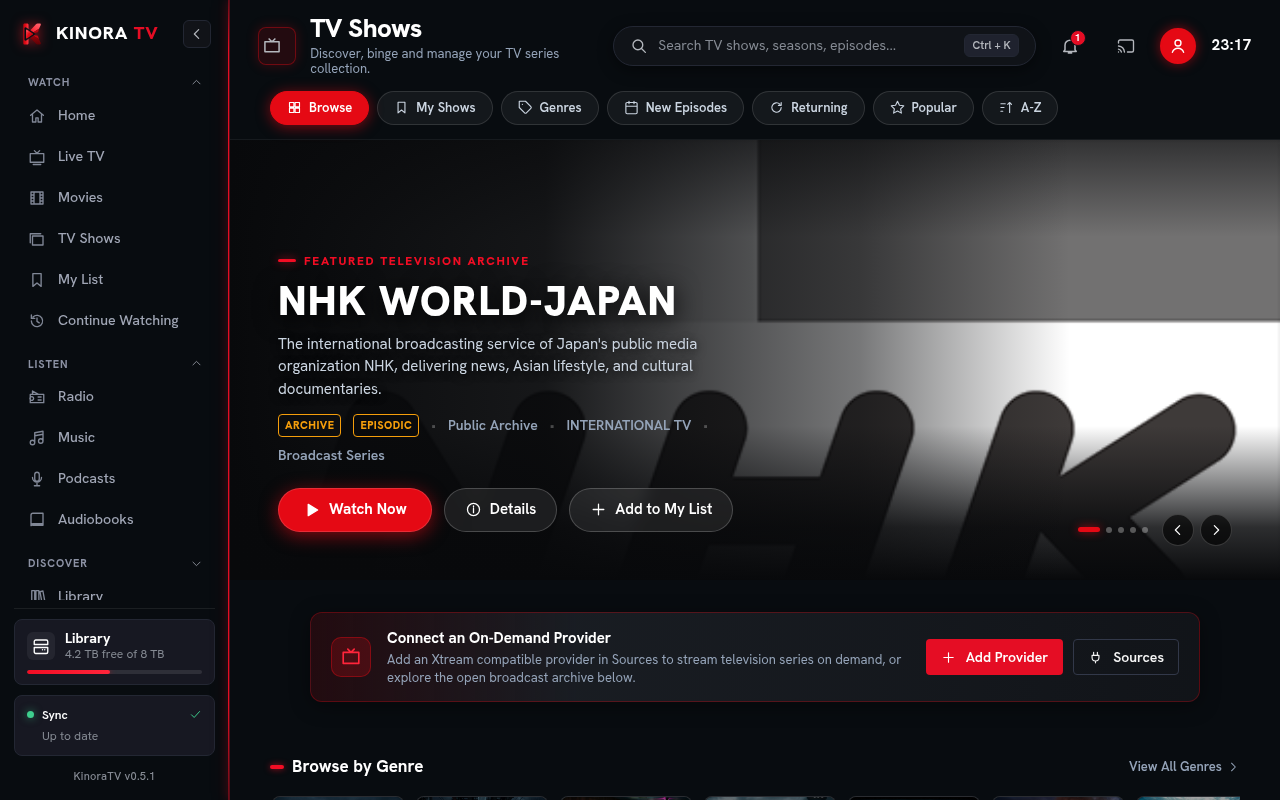 KINORA TV
WATCH
Home
Live TV
Movies
TV Shows
My List
Continue Watching
LISTEN
Radio
Music
Podcasts
Audiobooks
DISCOVER
Library
Library
4.2 TB free of 8 TB
Sync
Up to date
KinoraTV v0.5.1
TV Shows
Discover, binge and manage your TV series
collection.
Search TV shows, seasons, episodes...
Ctrl + K
1
23:17
Browse
My Shows
Genres
New Episodes
Returning
Popular
A-Z
FEATURED TELEVISION ARCHIVE
NHK WORLD-JAPAN
The international broadcasting service of Japan's public media
organization NHK, delivering news, Asian lifestyle, and cultural
documentaries.
ARCHIVE EPISODIC • Public Archive • INTERNATIONAL TV •
Broadcast Series
Watch Now
Details
Add to My List
NHK
Connect an On-Demand Provider
Add an Xtream compatible provider in Sources to stream television series on demand, or
explore the open broadcast archive below.
Add Provider
Sources
Browse by Genre
View All Genres